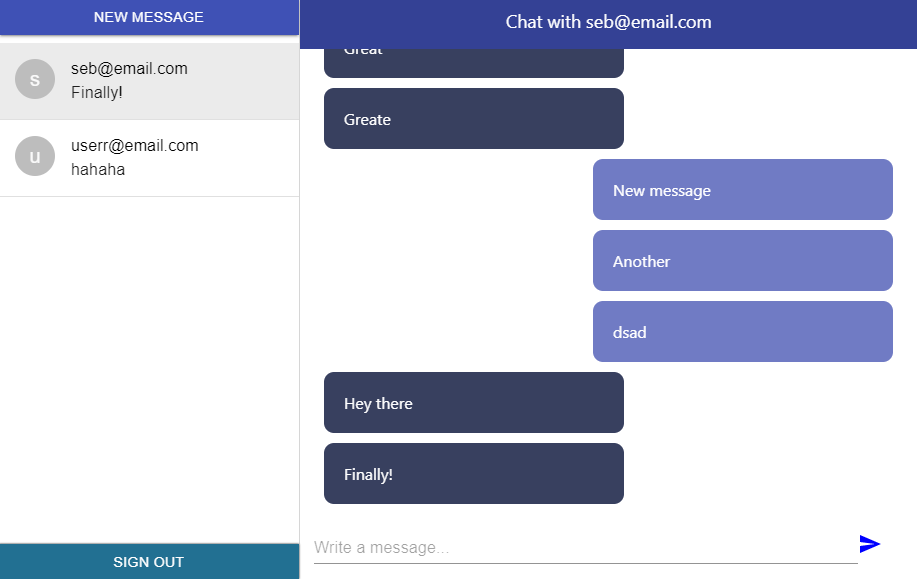 NEW MESSAGE
s
seb@email.com
Finally!
u
userr@email.com
hahaha
SIGN OUT
Chat with seb@email.com
Great
Greate
New message
Another
dsad
Hey there
Finally!
Write a message...